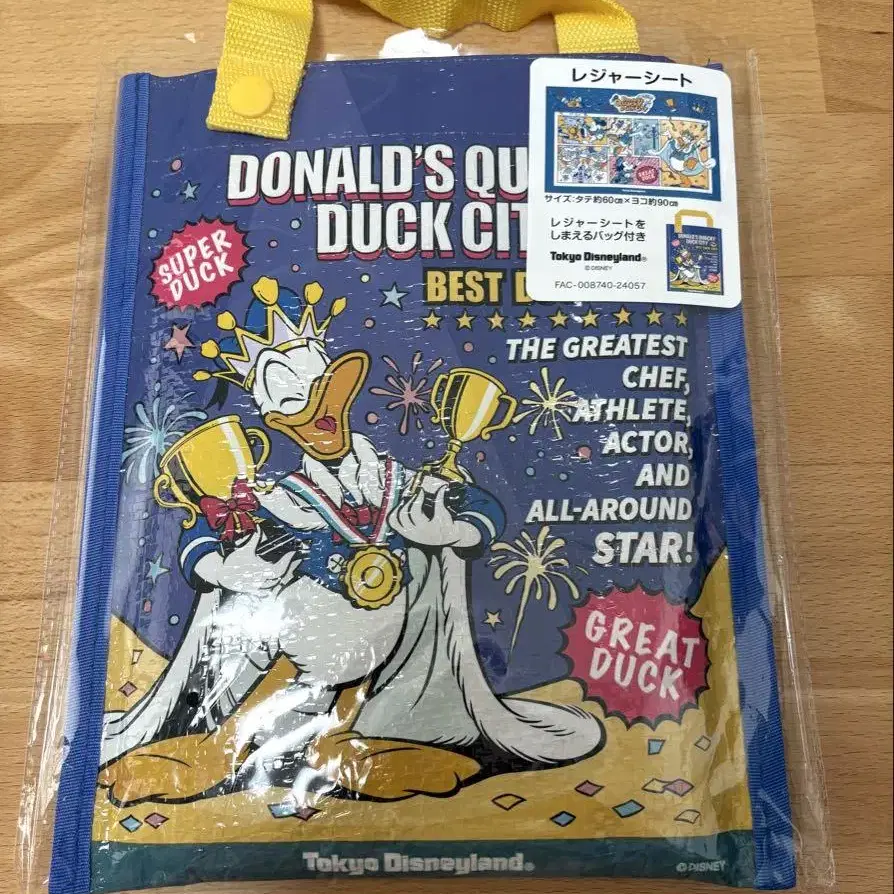 レジャーシート
サイズ:タテ約60㎝×ヨコ約90㎝
レジャーシートを
しまえるバッグ付き
Tokyo Disneyland®
© DISNEY
FAC-008740-24057
DONALD'S QU
DUCK CIT
SUPER
DUCK
BEST D
THE GREATEST
CHEF,
ATHLETE,
ACTOR,
AND
ALL-AROUND
STAR!
GREAT
DUCK
Tokyo Disneyland®
© DISNEY